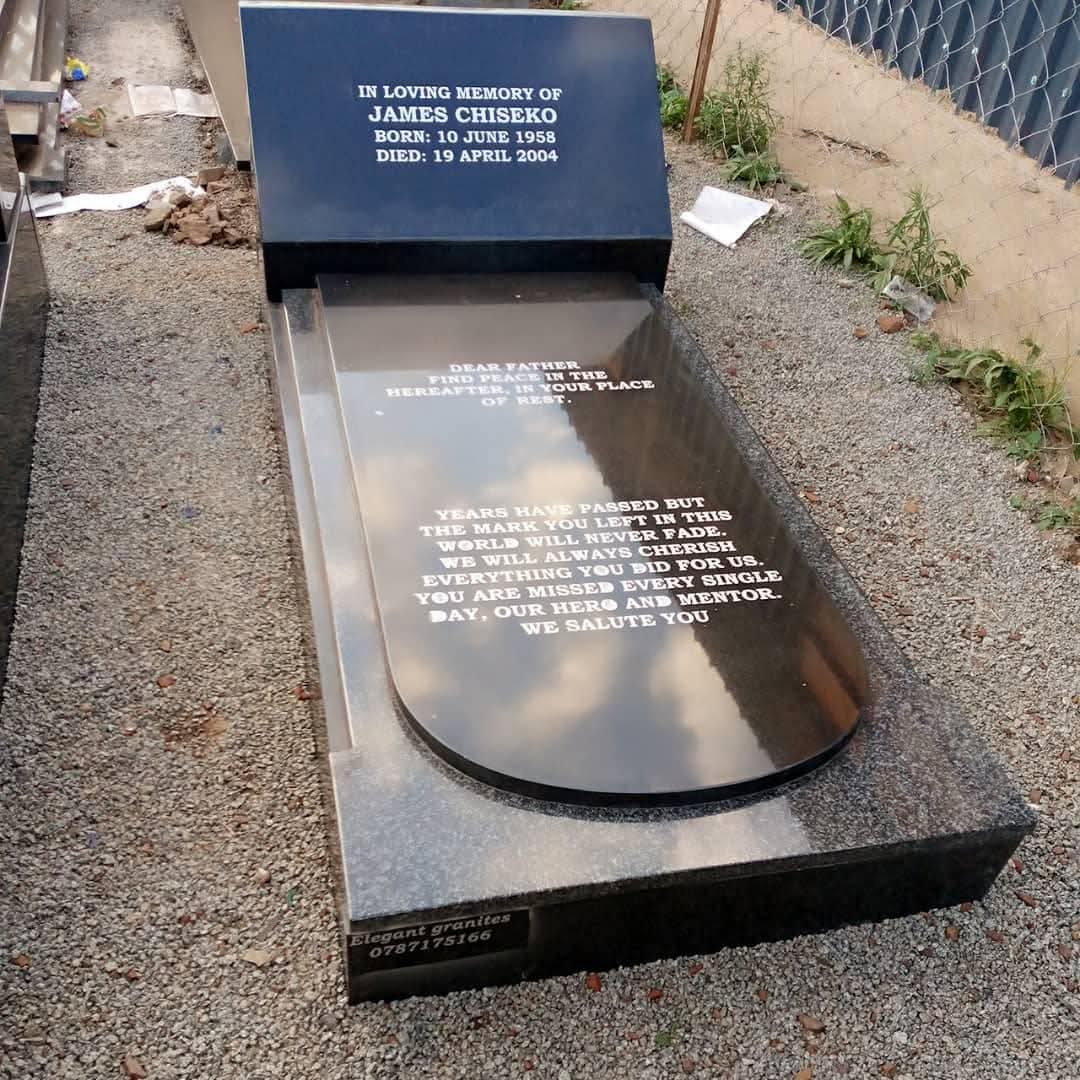 IN LOVING MEMORY OF
JAMES CHISEKO
BORN: 10 JUNE 1958
DIED: 19 APRIL 2004
DEAR FATHER
FIND PEACE IN THE
HEREAFTER, IN YOUR PLACE
OF REST.
YEARS HAVE PASSED BUT
THE MARK YOU LEFT IN THIS
WORLD WILL NEVER FADE.
WE WILL ALWAYS CHERISH
EVERYTHING YOU DID FOR US.
YOU ARE MISSED EVERY SINGLE
DAY, OUR HERO AND MENTOR.
WE SALUTE YOU
Elegant granites
0787175166